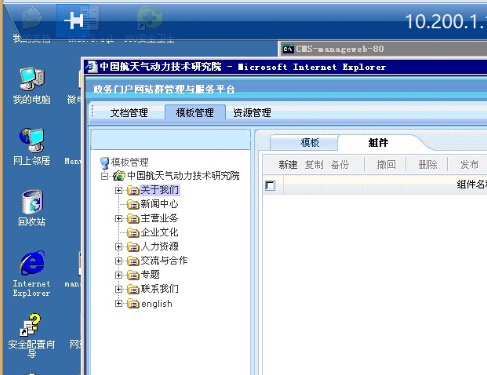 10.200.1.
我的文档
360安全卫士
CMS-manageweb-80
中国航天气动力技术研究院 - Microsoft Internet Explorer
政务门户网站群管理与服务平台
文档管理 模板管理 资源管理
模板 组件
新建 复制 备份 撤回 删除 发布
组件名
模板管理
中国航天气动力技术研究院
关于我们
新闻中心
主营业务
企业文化
人力资源
交流与合作
专题
联系我们
english
我的电脑
网上邻居
回收站
Internet
Explorer
安全配置向
导